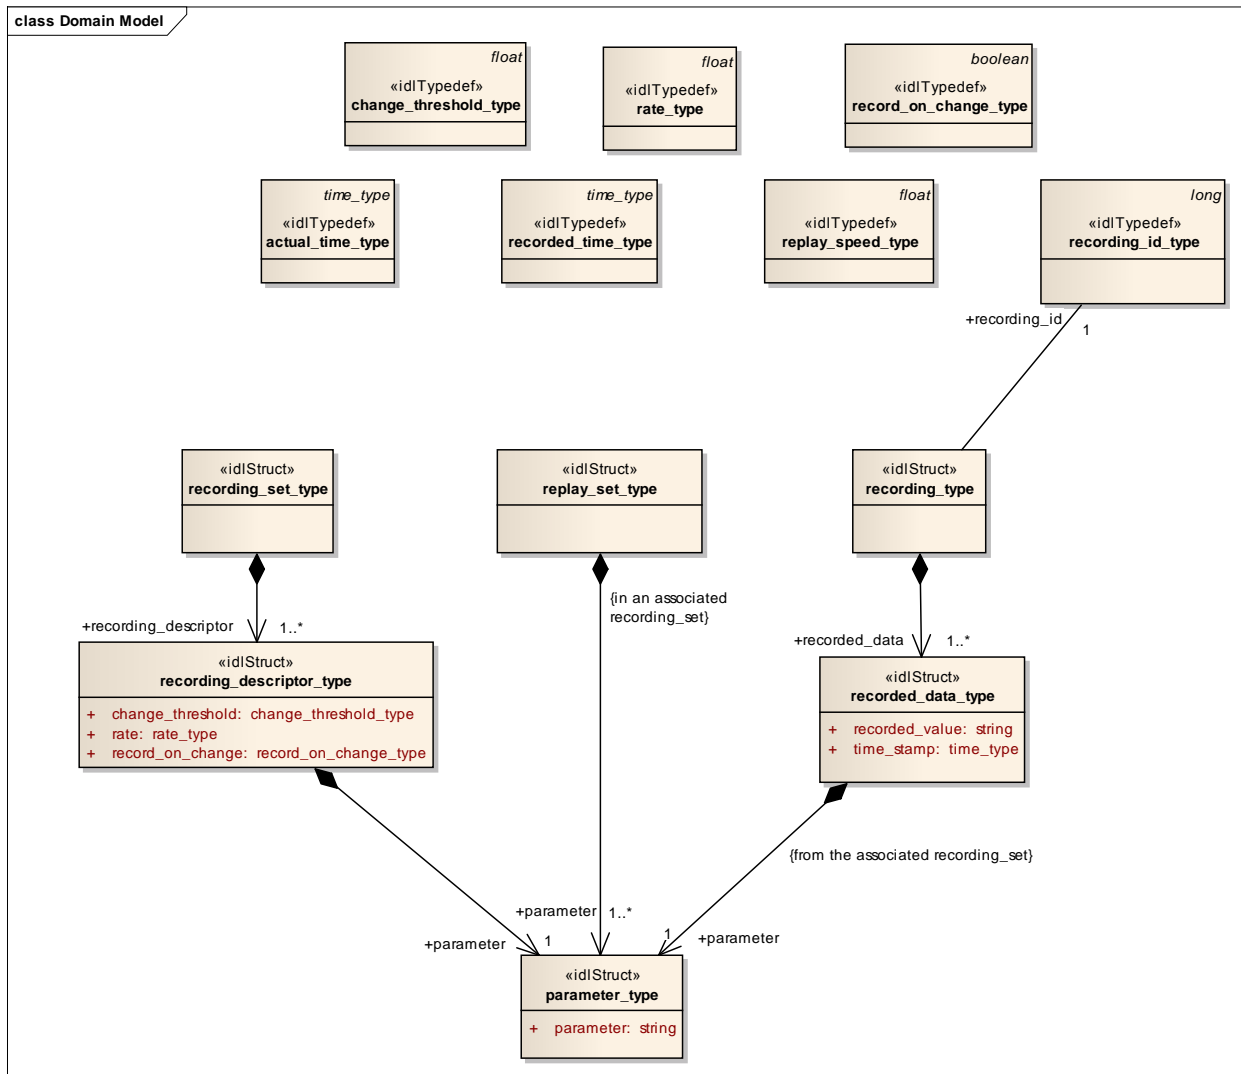 class Domain Model
float
«idlTypedef»
change_threshold_type
float
«idlTypedef»
rate_type
boolean
«idlTypedef»
record_on_change_type
time_type
«idlTypedef»
actual_time_type
time_type
«idlTypedef»
recorded_time_type
float
«idlTypedef»
replay_speed_type
long
«idlTypedef»
recording_id_type
+recording_id
1
«idlStruct»
recording_set_type
«idlStruct»
replay_set_type
«idlStruct»
recording_type
{in an associated
recording_set}
+recording_descriptor
1..*
+recorded_data
1..*
«idlStruct»
recording_descriptor_type
+ change_threshold: change_threshold_type
+ rate: rate_type
+ record_on_change: record_on_change_type
«idlStruct»
recorded_data_type
+ recorded_value: string
+ time_stamp: time_type
{from the associated recording_set}
+parameter
1
+parameter
1..*
1
+parameter
«idlStruct»
parameter_type
+ parameter: string